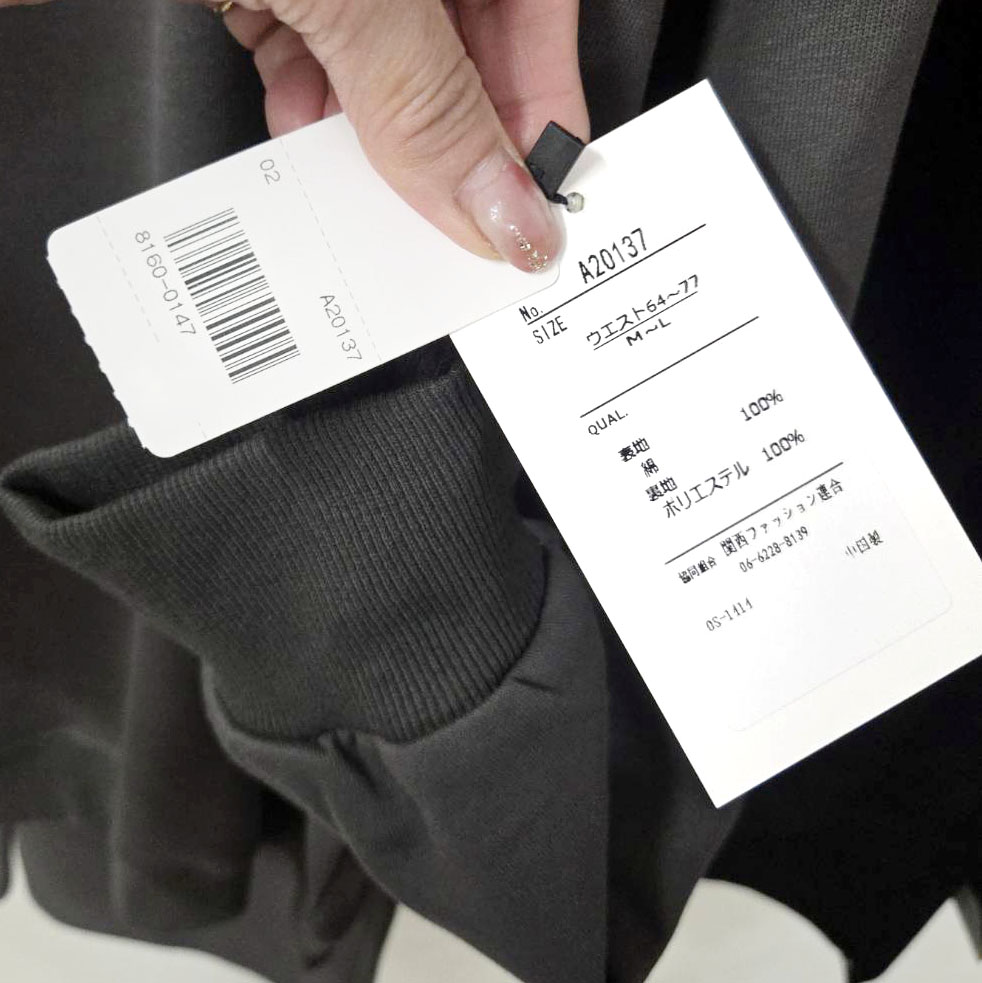 02
8160-0147
A20137
No. A20137
SIZE ウエスト64～77
M～L
QUAL.
表地 100%
綿
裏地 100%
ポリエステル
協同組合 関西ファッション連合
06-6228-8139
中国製
OS-1414